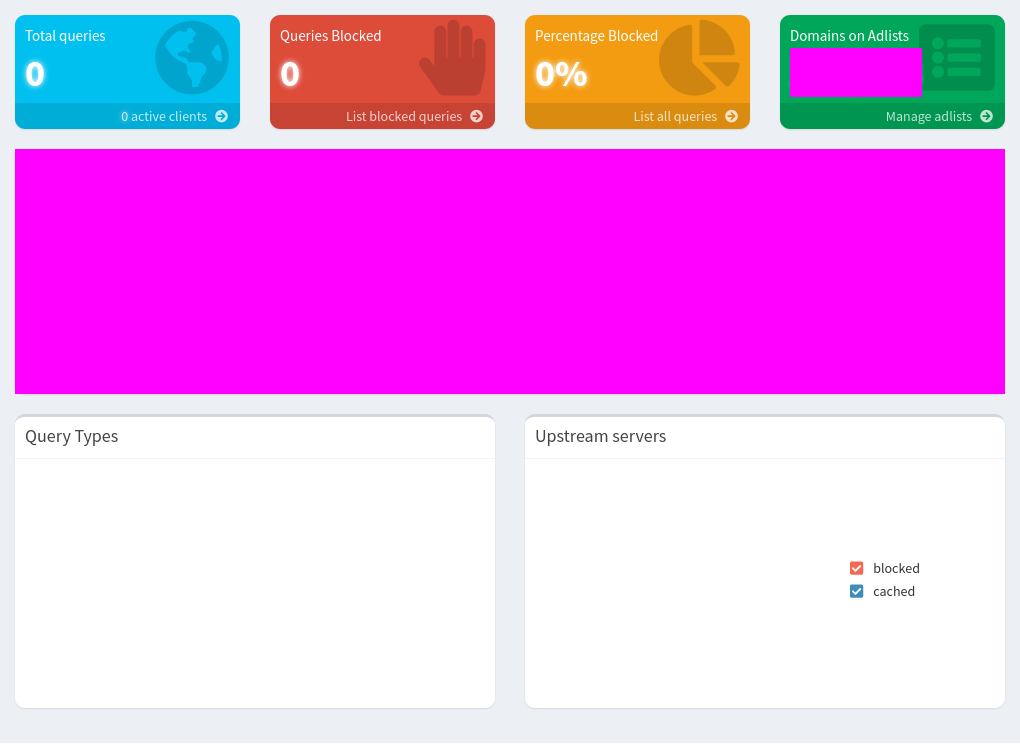 Total queries
0
0 active clients
Queries Blocked
0
List blocked queries
Percentage Blocked
0%
List all queries
Domains on Adlists
Manage adlists
Query Types
Upstream servers
blocked
cached